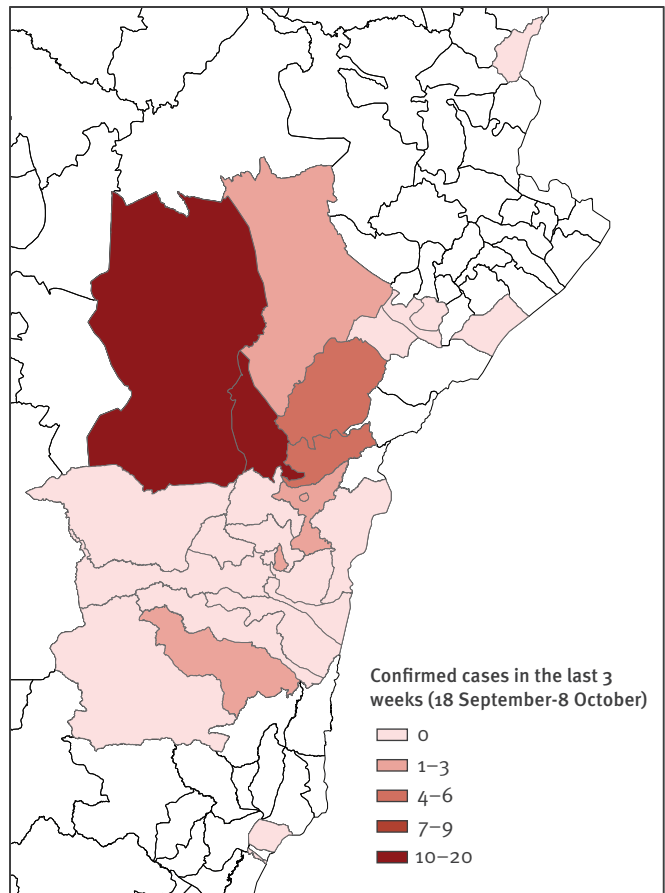 Confirmed cases in the last 3
weeks (18 September-8 October)
0
1–3
4–6
7–9
10–20